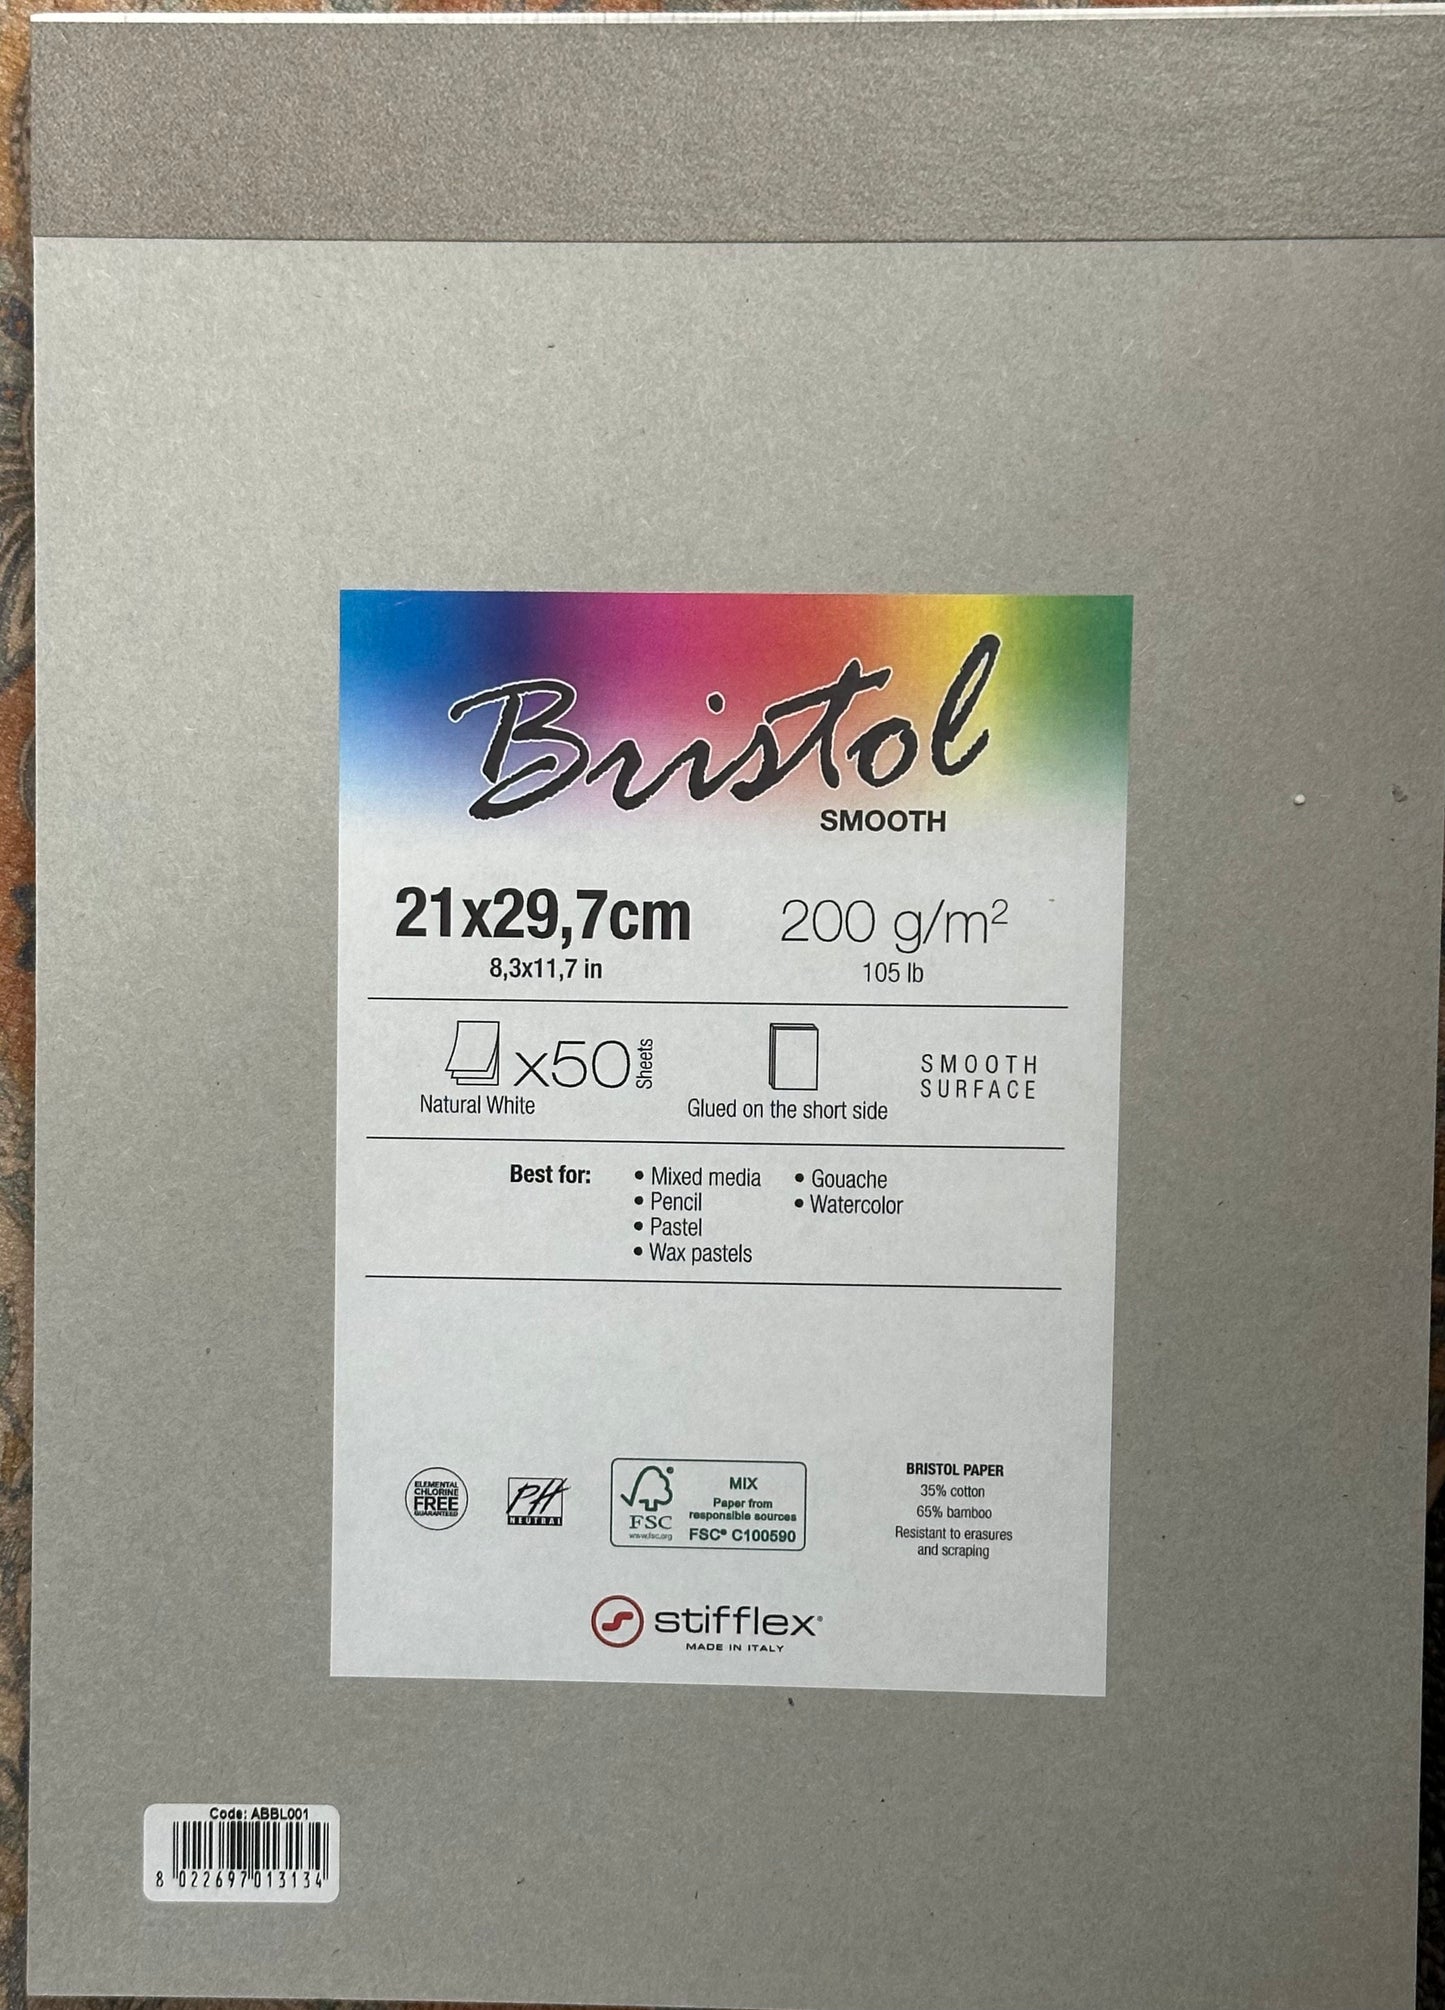 Bristol
SMOOTH
21x29,7cm
8,3x11,7 in
200 g/m²
105 lb
x50 Sheets
Natural White
Glued on the short side
SMOOTH
SURFACE
Best for:
• Mixed media
• Pencil
• Pastel
• Wax pastels
• Gouache
• Watercolor
ELEMENTAL
CHLORINE
FREE
GUARANTEED
PH
NEUTRAL
FSC
www.fsc.org
MIX
Paper from
responsible sources
FSC® C100590
BRISTOL PAPER
35% cotton
65% bamboo
Resistant to erasures
and scraping
stifflex®
MADE IN ITALY
Code: ABBL001
8 022697 013134